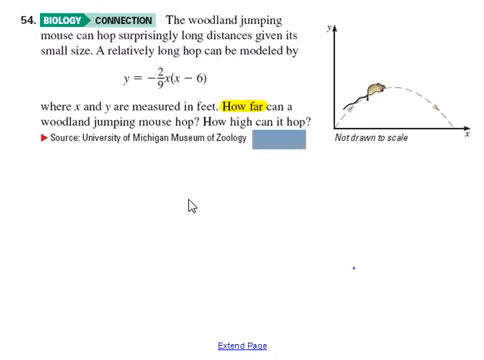 54. BIOLOGY CONNECTION The woodland jumping
mouse can hop surprisingly long distances given its
small size. A relatively long hop can be modeled by
y = −2/9x(x − 6)
where x and y are measured in feet. How far can a
woodland jumping mouse hop? How high can it hop?
▶ Source: University of Michigan Museum of Zoology
y
x
Not drawn to scale
Extend Page